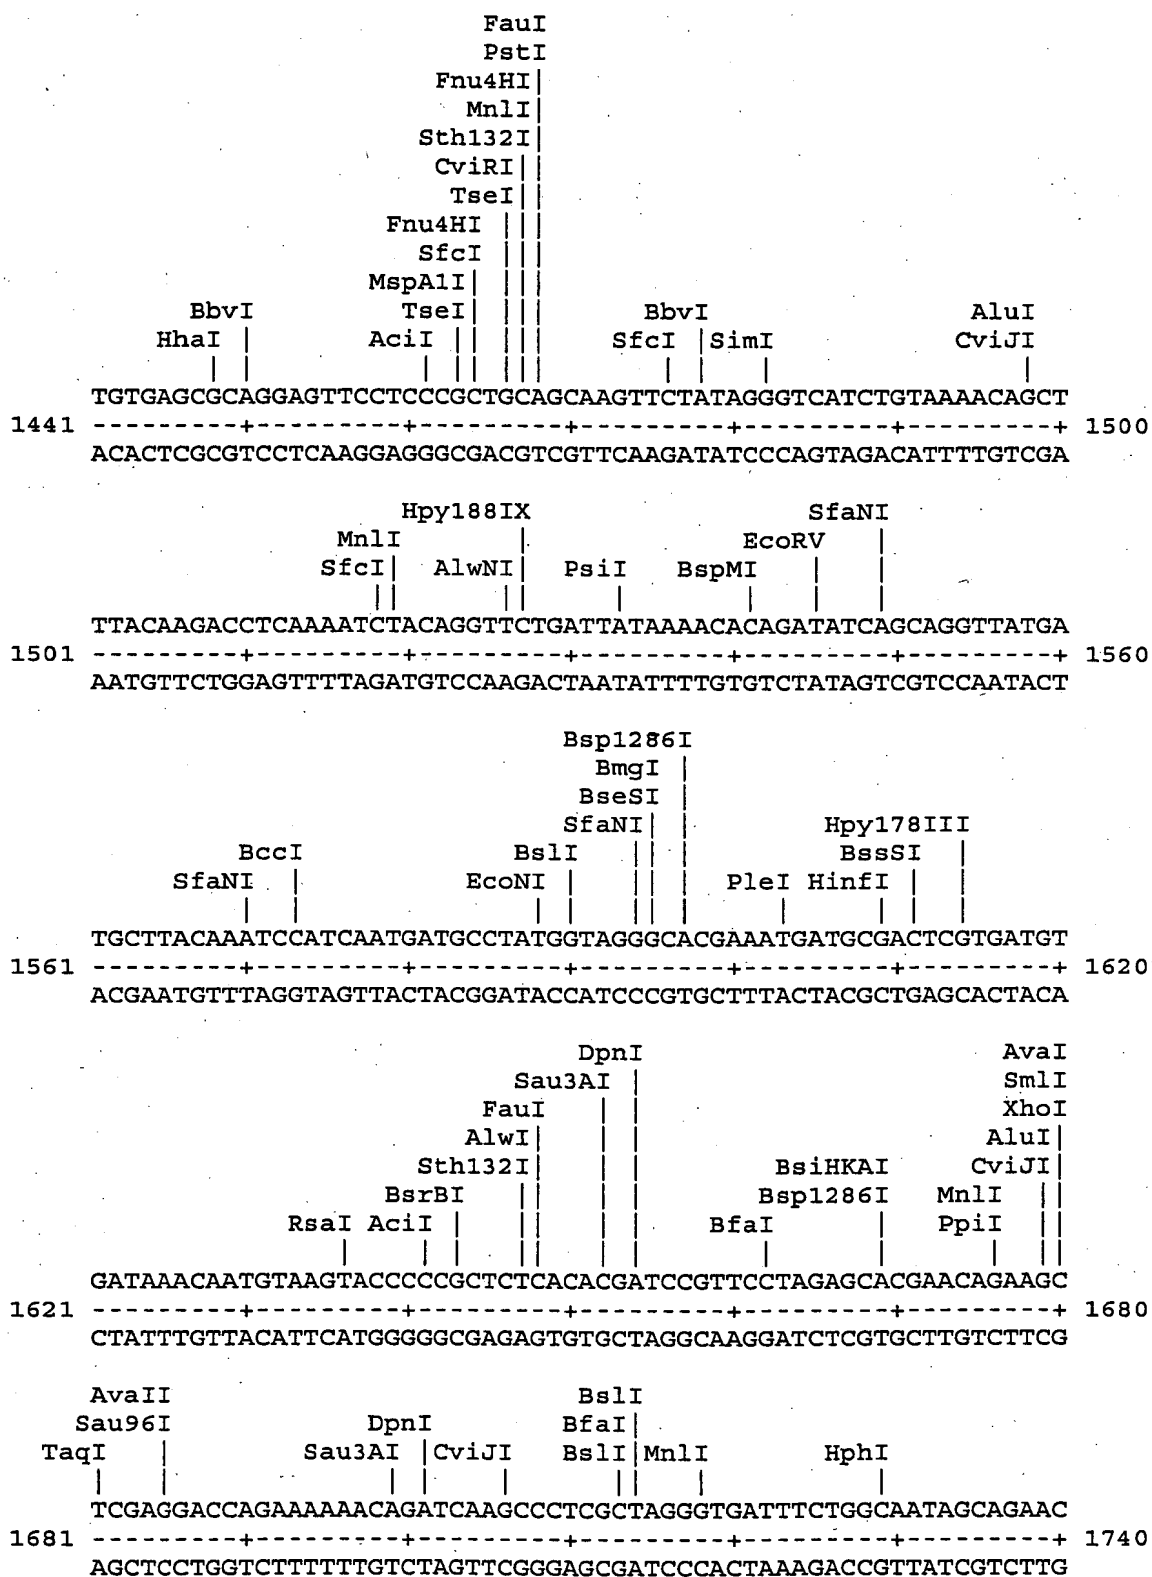 FauI
PstI
Fnu4HI|
MnlI|
Sth132I||
CviRI||
TseI||
Fnu4HI |||
SfcI |||
MspA1I| |||
BbvI TseI| ||| BbvI AluI
HhaI | AciI || ||| SfcI |SimI CviJI
TGTGAGCGCAGGAGTTCCTCCCGCTGCAGCAAGTTCTATAGGGTCATCTGTAAAACAGCT
1441 ---------+---------+---------+---------+---------+---------+ 1500
ACACTCGCGTCCTCAAGGAGGGCGACGTCGTTCAAGATATCCCAGTAGACATTTTGTCGA
Hpy188IX SfaNI
MnlI | EcoRV |
SfcI| AlwNI| PsiI BspMI | |
TTACAAGACCTCAAAATCTACAGGTTCTGATTATAAAACACAGATATCAGCAGGTTATGA
1501 ---------+---------+---------+---------+---------+---------+ 1560
AATGTTCTGGAGTTTTAGATGTCCAAGACTAATATTTTGTGTCTATAGTCGTCCAATACT
Bsp1286I
BmgI |
BseSI |
SfaNI| | Hpy178III
BccI BslI || | BssSI |
SfaNI | EcoNI | || | PleI HinfI | |
TGCTTACAAATCCATCAATGATGCCTATGGTAGGGCACGAAATGATGCGACTCGTGATGT
1561 ---------+---------+---------+---------+---------+---------+ 1620
ACGAATGTTTAGGTAGTTACTACGGATACCATCCCGTGCTTTACTACGCTGAGCACTACA
DpnI AvaI
Sau3AI | SmlI
FauI | | XhoI
AlwI| | | AluI|
Sth132I| | | BsiHKAI CviJI|
BsrBI || | | Bsp1286I MnlI ||
RsaI AciI | || | | BfaI | PpiI ||
GATAAACAATGTAAGTACCCCCGCTCTCACACGATCCGTTCCTAGAGCACGAACAGAAGC
1621 ---------+---------+---------+---------+---------+---------+ 1680
CTATTTGTTACATTCATGGGGGCGAGAGTGTGCTAGGCAAGGATCTCGTGCTTGTCTTCG
AvaII BslI
Sau96I DpnI BfaI|
TaqI | Sau3AI |CviJI BslI|MnlI HphI
TCGAGGACCAGAAAAAACAGATCAAGCCCTCGCTAGGGTGATTTCTGGCAATAGCAGAAC
1681 ---------+---------+---------+---------+---------+---------+ 1740
AGCTCCTGGTCTTTTTTGTCTAGTTCGGGAGCGATCCCACTAAAGACCGTTATCGTCTTG